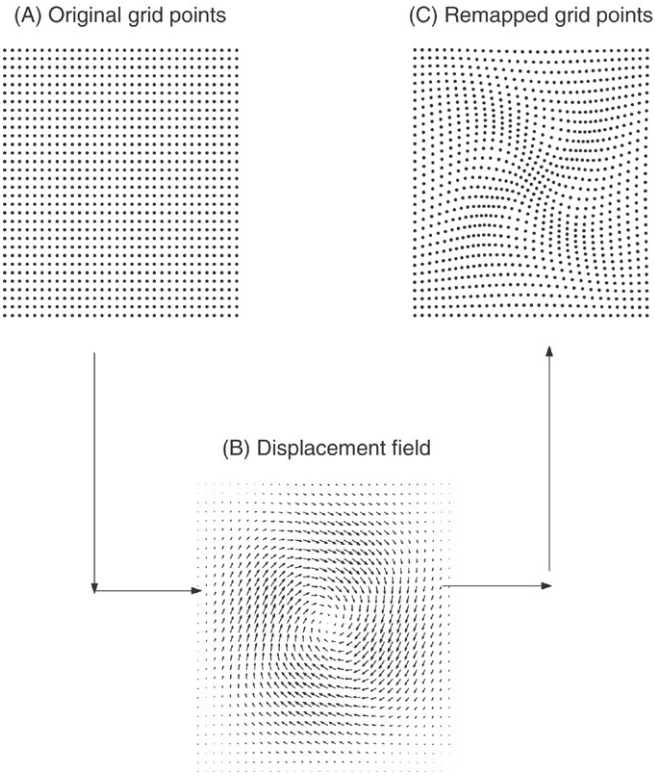 (A) Original grid points
(C) Remapped grid points
(B) Displacement field